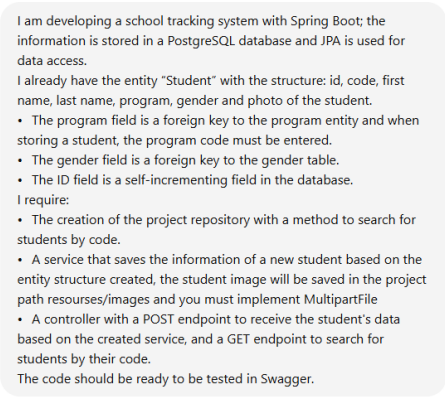 I am developing a school tracking system with Spring Boot; the
information is stored in a PostgreSQL database and JPA is used for
data access.
I already have the entity “Student” with the structure: id, code, first
name, last name, program, gender and photo of the student.
• The program field is a foreign key to the program entity and when
storing a student, the program code must be entered.
• The gender field is a foreign key to the gender table.
• The ID field is a self-incrementing field in the database.
I require:
• The creation of the project repository with a method to search for
students by code.
• A service that saves the information of a new student based on the
entity structure created, the student image will be saved in the project
path resourses/images and you must implement MultipartFile
• A controller with a POST endpoint to receive the student's data
based on the created service, and a GET endpoint to search for
students by their code.
The code should be ready to be tested in Swagger.